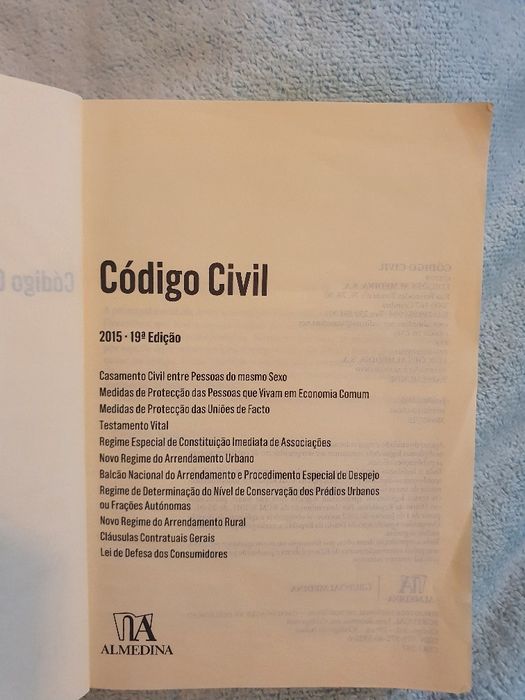 Código Civil
2015 · 19ª Edição
Casamento Civil entre Pessoas do mesmo Sexo
Medidas de Protecção das Pessoas que Vivam em Economia Comum
Medidas de Protecção das Uniões de Facto
Testamento Vital
Regime Especial de Constituição Imediata de Associações
Novo Regime do Arrendamento Urbano
Balcão Nacional do Arrendamento e Procedimento Especial de Despejo
Regime de Determinação do Nível de Conservação dos Prédios Urbanos
ou Frações Autónomas
Novo Regime do Arrendamento Rural
Cláusulas Contratuais Gerais
Lei de Defesa dos Consumidores
ALMEDINA